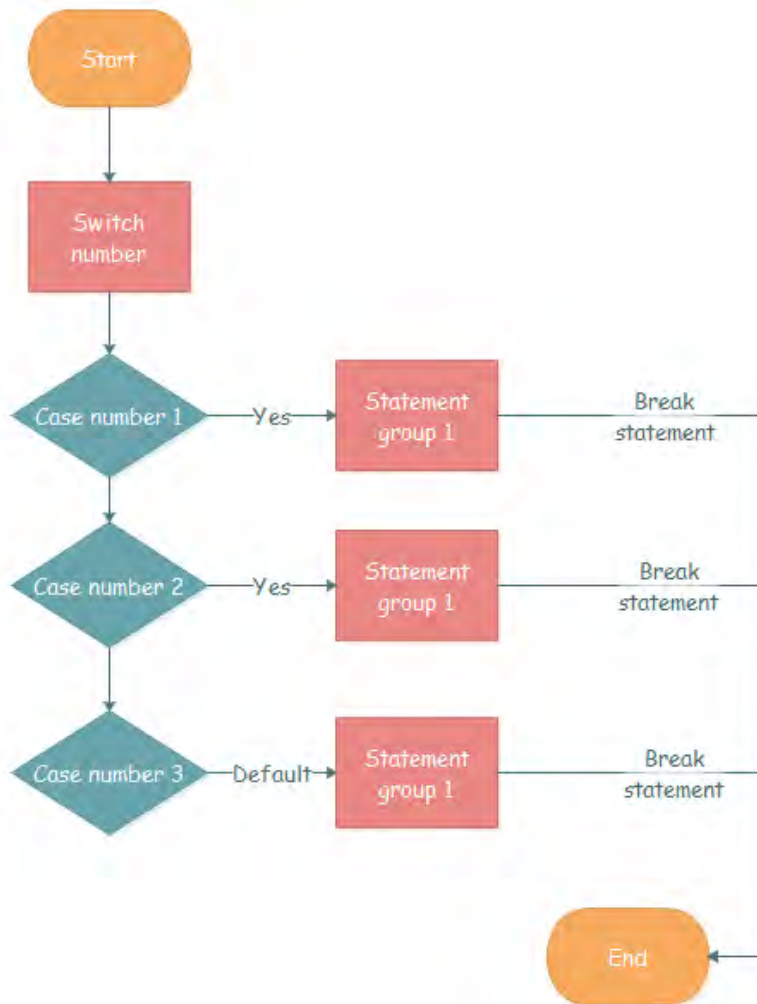 Start
Switch
number
Case number 1
Yes
Statement
group 1
Break
statement
Case number 2
Yes
Statement
group 1
Break
statement
Case number 3
Default
Statement
group 1
Break
statement
End